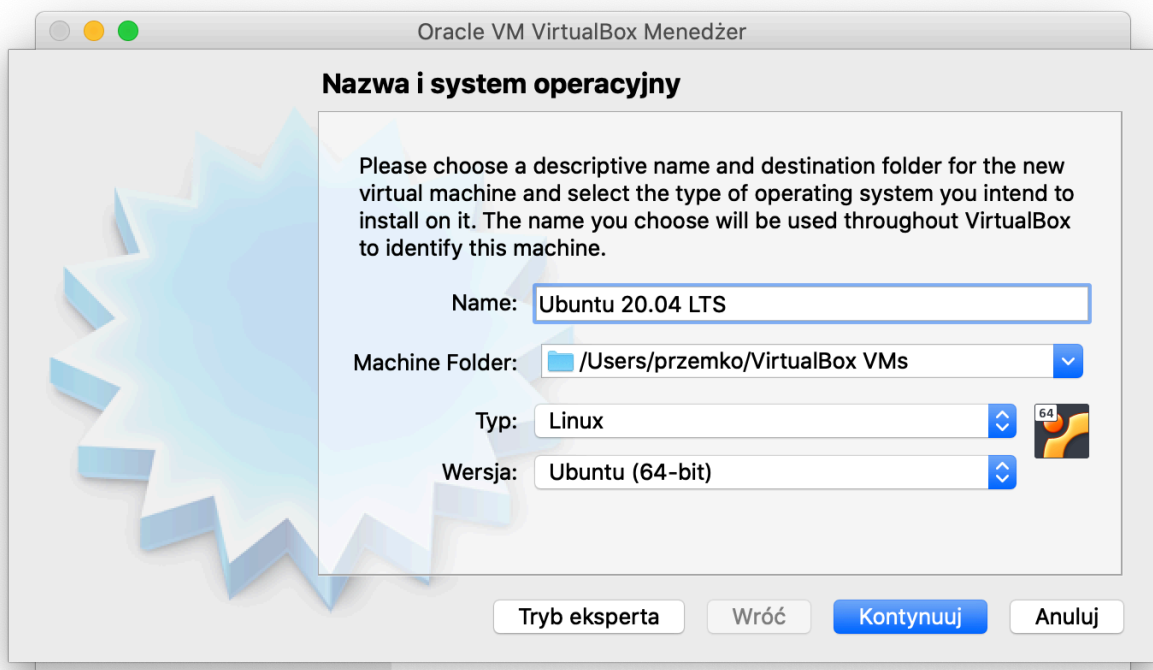 Oracle VM VirtualBox Menedżer
Nazwa i system operacyjny
Please choose a descriptive name and destination folder for the new
virtual machine and select the type of operating system you intend to
install on it. The name you choose will be used throughout VirtualBox
to identify this machine.
Name: Ubuntu 20.04 LTS
Machine Folder: /Users/przemko/VirtualBox VMs
Typ: Linux
64
Wersja: Ubuntu (64-bit)
Tryb eksperta Wróć Kontynuuj Anuluj